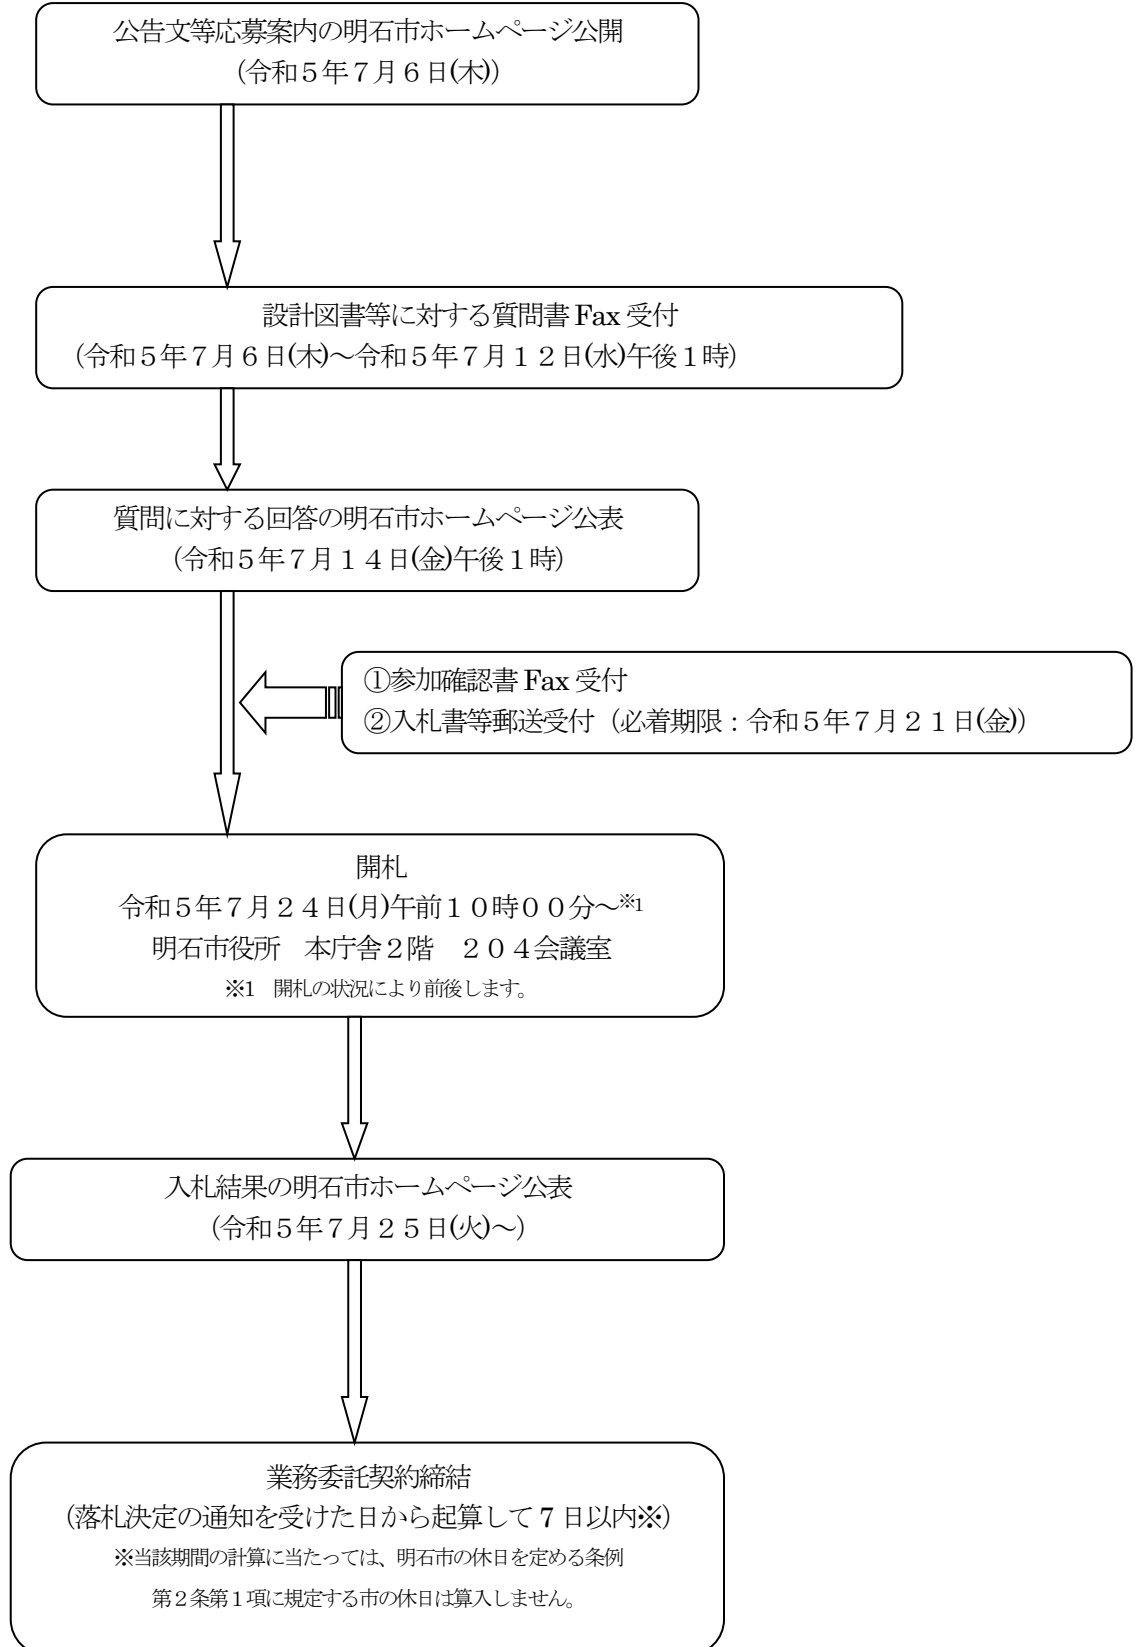 公告文等応募案内の明石市ホームページ公開
（令和５年７月６日(木)）
設計図書等に対する質問書 Fax 受付
（令和５年７月６日(木)～令和５年７月１２日(水)午後１時）
質問に対する回答の明石市ホームページ公表
（令和５年７月１４日(金)午後１時）
①参加確認書 Fax 受付
②入札書等郵送受付（必着期限：令和５年７月２１日(金)）
開札
令和５年７月２４日(月)午前１０時００分～※1
明石市役所　本庁舎２階　２０４会議室
※1　開札の状況により前後します。
入札結果の明石市ホームページ公表
（令和５年７月２５日(火)～）
業務委託契約締結
（落札決定の通知を受けた日から起算して 7 日以内※）
※当該期間の計算に当たっては、明石市の休日を定める条例
第２条第１項に規定する市の休日は算入しません。